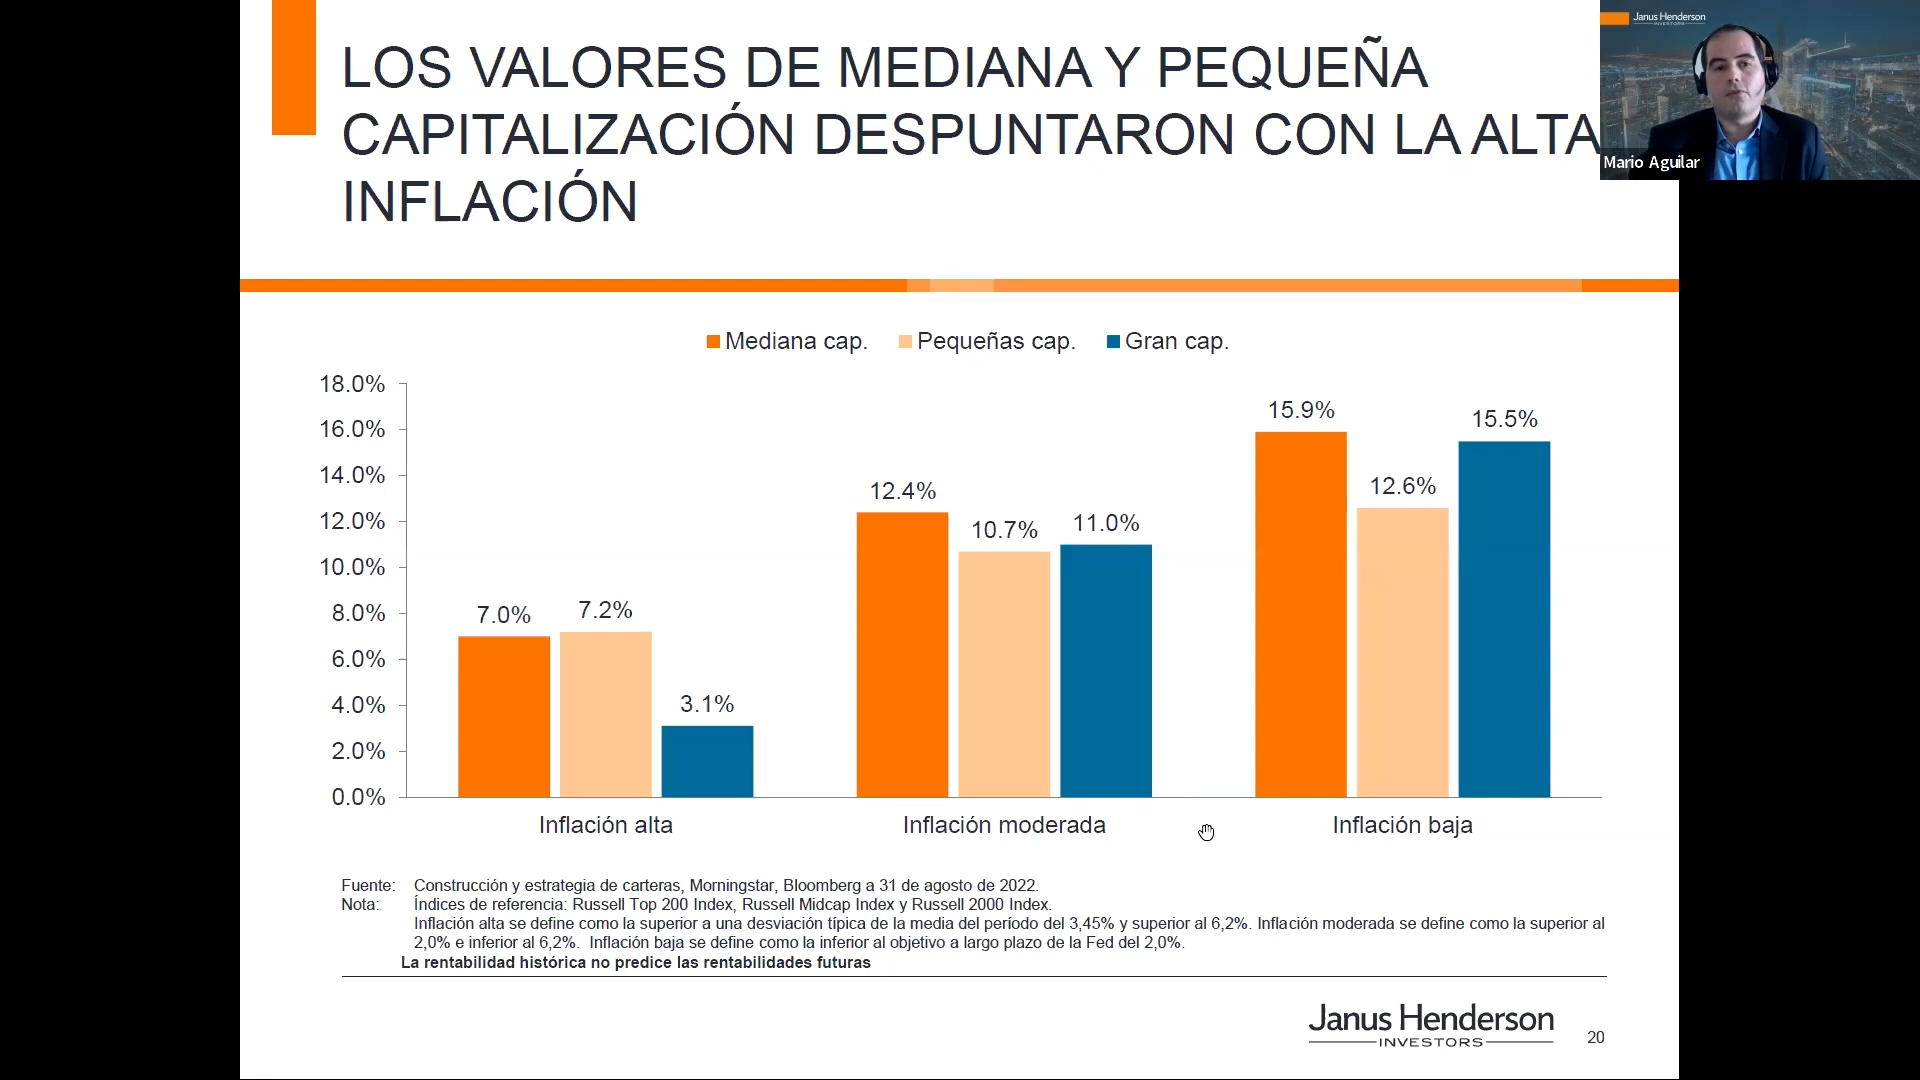 LOS VALORES DE MEDIANA Y PEQUEÑA
CAPITALIZACIÓN DESPUNTARON CON LA ALTA
INFLACIÓN
Janus Henderson
INVESTORS
Mario Aguilar
Mediana cap. Pequeñas cap. Gran cap.
18.0%
16.0%
14.0%
12.0%
10.0%
8.0%
6.0%
4.0%
2.0%
0.0%
7.0%
7.2%
3.1%
12.4%
10.7%
11.0%
15.9%
12.6%
15.5%
Inflación alta
Inflación moderada
Inflación baja
Fuente: Construcción y estrategia de carteras, Morningstar, Bloomberg a 31 de agosto de 2022.
Nota: Índices de referencia: Russell Top 200 Index, Russell Midcap Index y Russell 2000 Index.
Inflación alta se define como la superior a una desviación típica de la media del período del 3,45% y superior al 6,2%. Inflación moderada se define como la superior al
2,0% e inferior al 6,2%. Inflación baja se define como la inferior al objetivo a largo plazo de la Fed del 2,0%.
La rentabilidad histórica no predice las rentabilidades futuras
Janus Henderson
INVESTORS
20